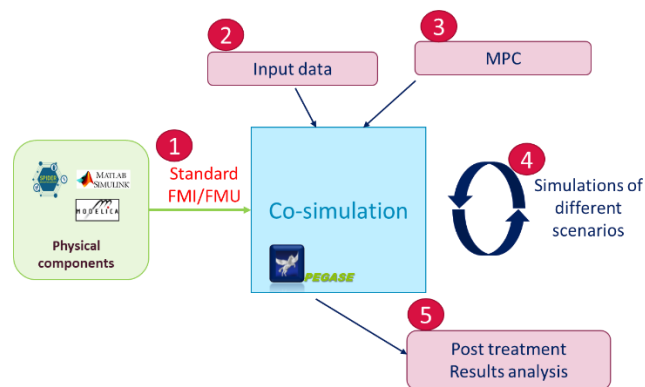 2
Input data
3
MPC
1
Standard
FMI/FMU
SPIDER
MATLAB
SIMULINK
MODELICA
Physical
components
Co-simulation
PEGASE
4
Simulations of
different
scenarios
5
Post treatment
Results analysis